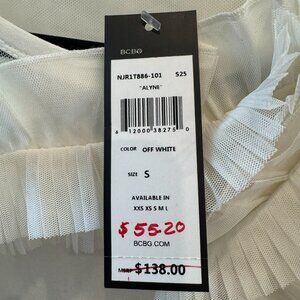 BCBG
NJR1T886-101 S25
"ALYNE"
6 12000 38275 0
COLOR OFF WHITE
SIZE S
AVAILABLE IN
XXS XS S M L
$55.20
BCBG.COM
MSRP $138.00